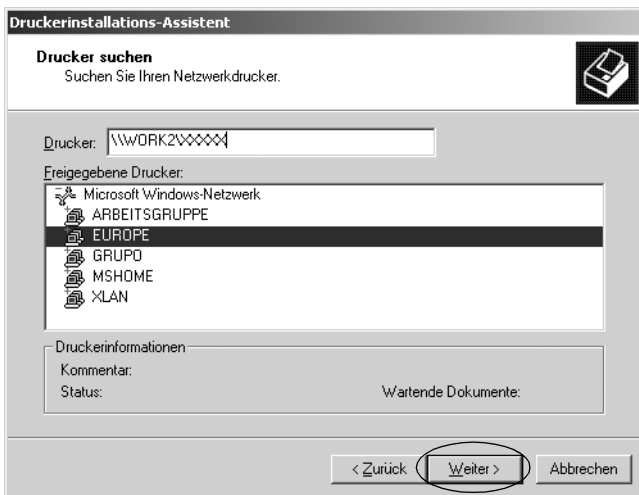 Druckerinstallations-Assistent
Drucker suchen
Suchen Sie Ihren Netzwerkdrucker.
Drucker: \\WORK2\XXXXX
Freigegebene Drucker:
Microsoft Windows-Netzwerk
ARBEITSGRUPPE
EUROPE
GRUPO
MSHOME
XLAN
Druckerinformationen
Kommentar:
Status: Wartende Dokumente:
< Zurück Weiter > Abbrechen